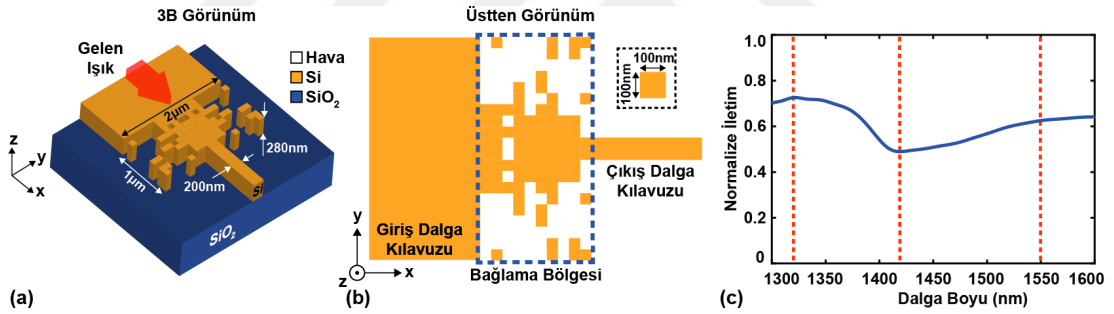 3B Görünüm
Gelen
Işık
Hava
Si
SiO₂
2µm
280nm
1µm
200nm
Si
SiO₂
z
y
x
(a)
Üstten Görünüm
100nm
100nm
Giriş Dalga
Kılavuzu
Çıkış Dalga
Kılavuzu
y
x
z
Bağlama Bölgesi
(b)
Normalize İletim
1.0
0.8
0.6
0.4
0.2
0
1300
1350
1400
1450
1500
1550
1600
Dalga Boyu (nm)
(c)